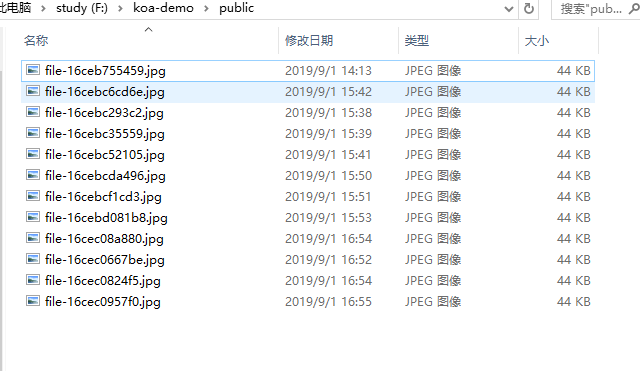 比电脑 > study (F:) > koa-demo > public 搜索"pub...
名称 修改日期 类型 大小
file-16ceb755459.jpg 2019/9/1 14:13 JPEG 图像 44 KB
file-16cebc6cd6e.jpg 2019/9/1 15:42 JPEG 图像 44 KB
file-16cebc293c2.jpg 2019/9/1 15:38 JPEG 图像 44 KB
file-16cebc35559.jpg 2019/9/1 15:39 JPEG 图像 44 KB
file-16cebc52105.jpg 2019/9/1 15:41 JPEG 图像 44 KB
file-16cebcda496.jpg 2019/9/1 15:50 JPEG 图像 44 KB
file-16cebcf1cd3.jpg 2019/9/1 15:51 JPEG 图像 44 KB
file-16cebd081b8.jpg 2019/9/1 15:53 JPEG 图像 44 KB
file-16cec08a880.jpg 2019/9/1 16:54 JPEG 图像 44 KB
file-16cec0667be.jpg 2019/9/1 16:52 JPEG 图像 44 KB
file-16cec0824f5.jpg 2019/9/1 16:54 JPEG 图像 44 KB
file-16cec0957f0.jpg 2019/9/1 16:55 JPEG 图像 44 KB